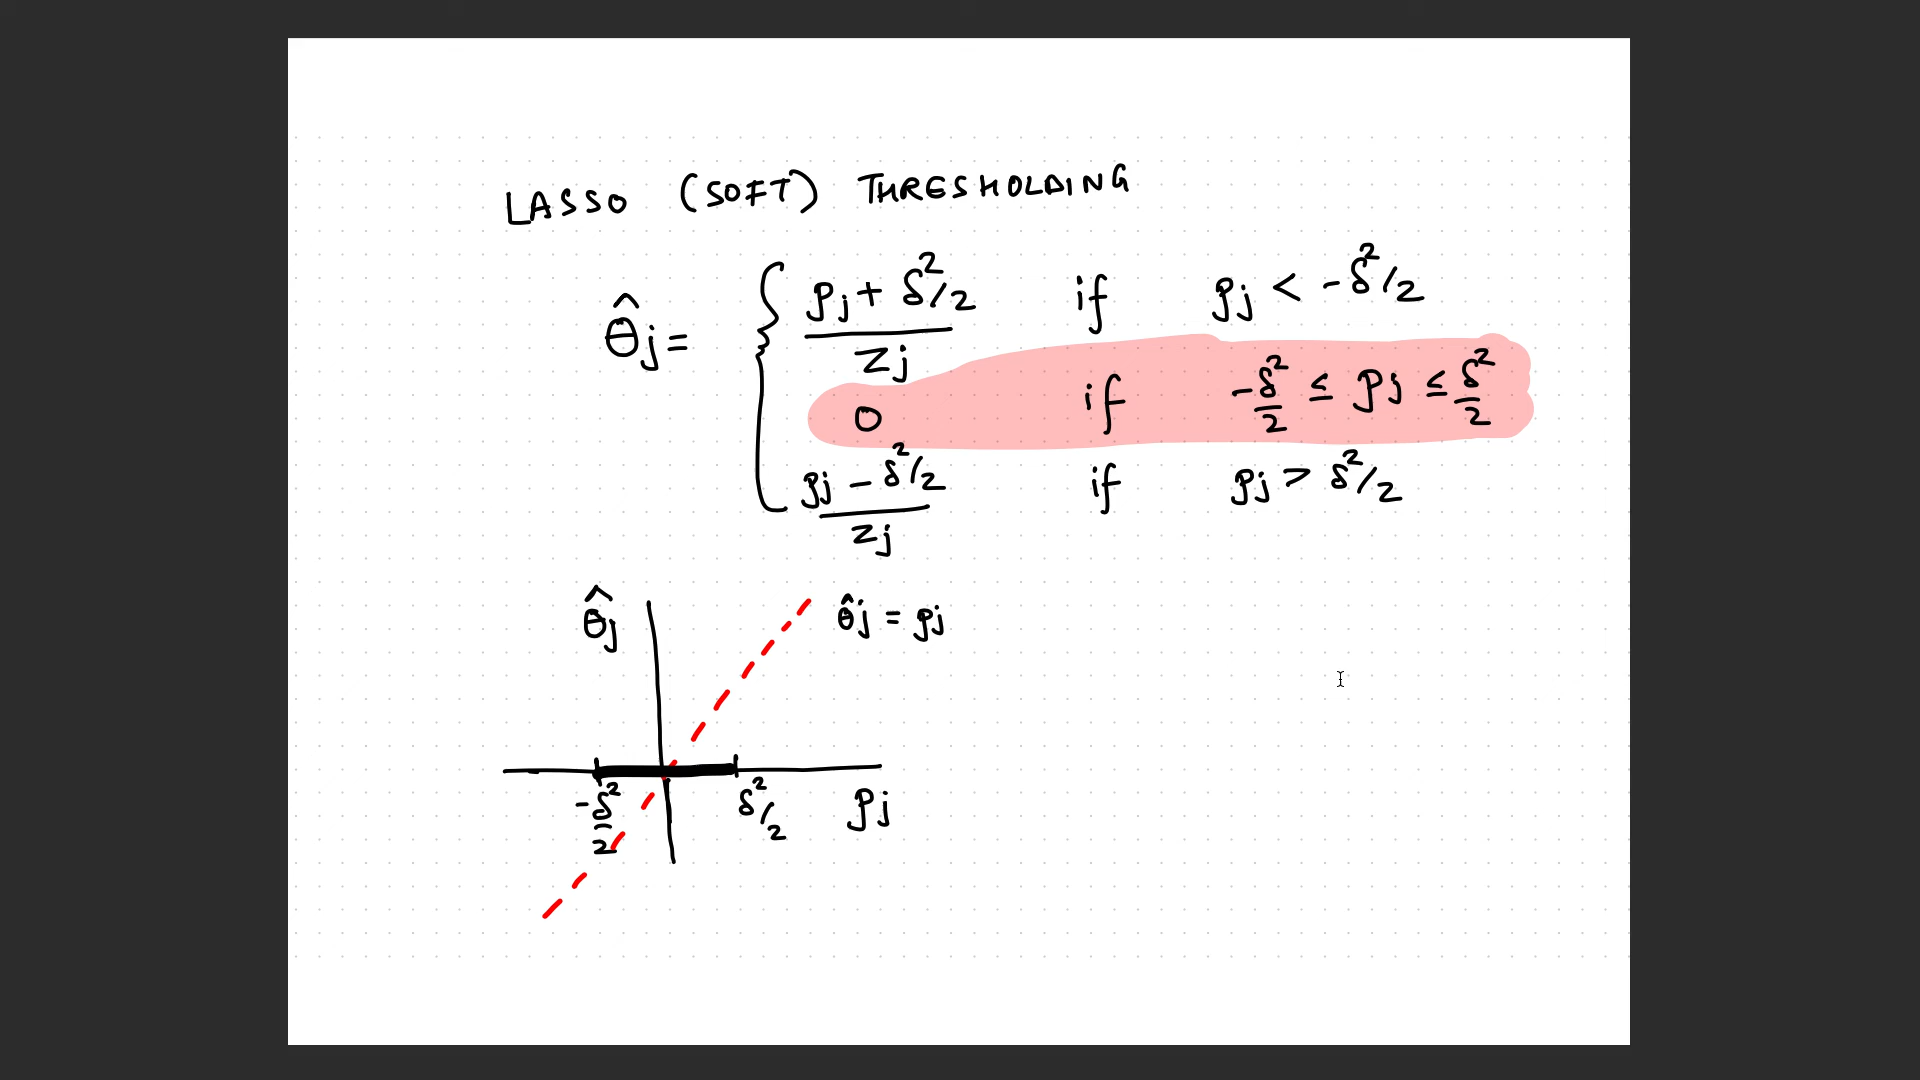 LASSO (SOFT) THRESHOLDING
θ̂j = { (ρj + δ²/2) / zj if ρj < -δ²/2
0 if -δ²/2 ≤ ρj ≤ δ²/2
(ρj - δ²/2) / zj if ρj > δ²/2
θ̂j
θ̂j = ρj
-δ²/2 δ²/2 ρj